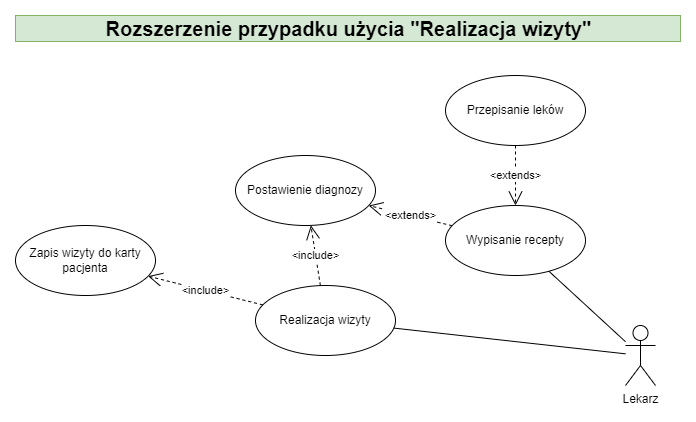 Rozszerzenie przypadku użycia "Realizacja wizyty"
Przepisanie leków
<extends>
Postawienie diagnozy
<extends>
Wypisanie recepty
Zapis wizyty do karty
pacjenta
<include>
<include>
Realizacja wizyty
Lekarz